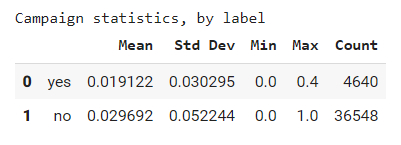 Campaign statistics, by label
Mean Std Dev Min Max Count
0 yes 0.019122 0.030295 0.0 0.4 4640
1 no 0.029692 0.052244 0.0 1.0 36548